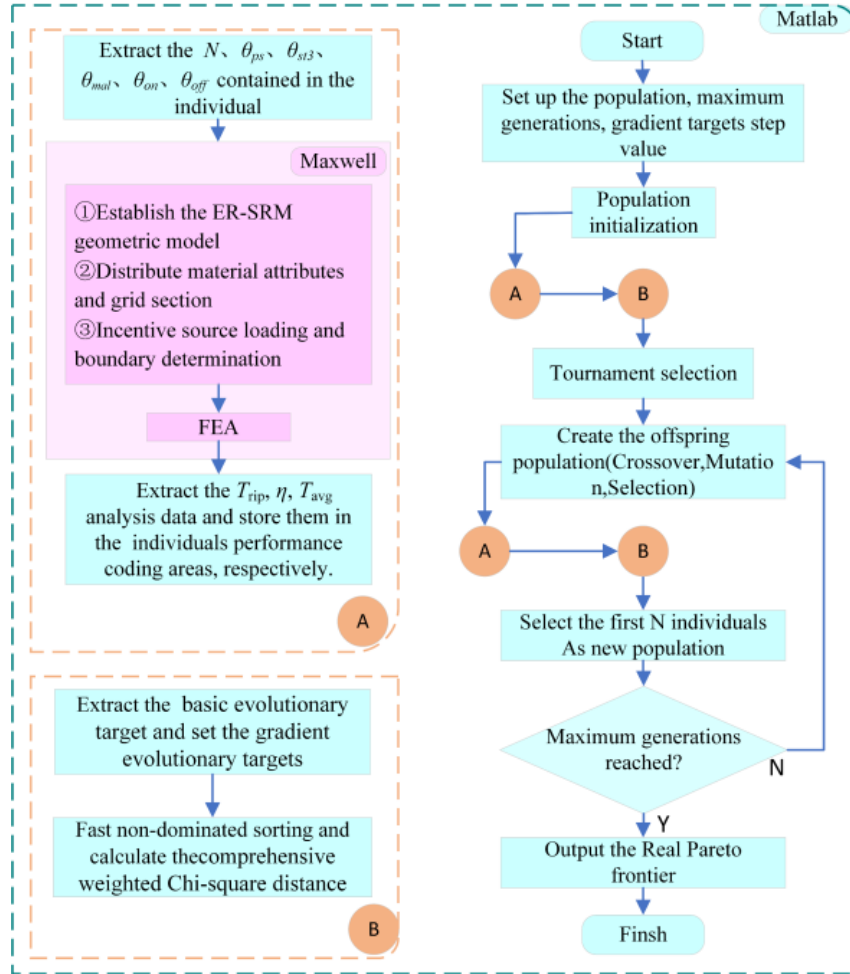 Matlab
Extract the N、θps、θst3、
θmal、θon、θoff contained in the
individual
Maxwell
①Establish the ER-SRM
geometric model
②Distribute material attributes
and grid section
③Incentive source loading and
boundary determination
FEA
Extract the Trip, η, Tavg
analysis data and store them in
the individuals performance
coding areas, respectively.
A
Extract the basic evolutionary
target and set the gradient
evolutionary targets
Fast non-dominated sorting and
calculate thecomprehensive
weighted Chi-square distance
B
Start
Set up the population, maximum
generations, gradient targets step
value
Population
initialization
A
B
Tournament selection
Create the offspring
population(Crossover,Mutatio
n,Selection)
A
B
Select the first N individuals
As new population
Maximum generations
reached?
N
Y
Output the Real Pareto
frontier
Finsh